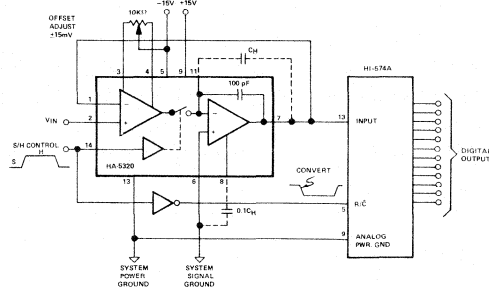 -15V +15V
10KΩ
OFFSET
ADJUST
±15mV
3 4 5 9 11
CH
100 pF
HI-574A
1
VIN 2
7
13 INPUT
S/H CONTROL
H
S
14
HA-5320
DIGITAL
OUTPUT
13 6 8
CONVERT
0.1CH
R/C̅
5
9 ANALOG
PWR. GND
SYSTEM
POWER
GROUND
SYSTEM
SIGNAL
GROUND